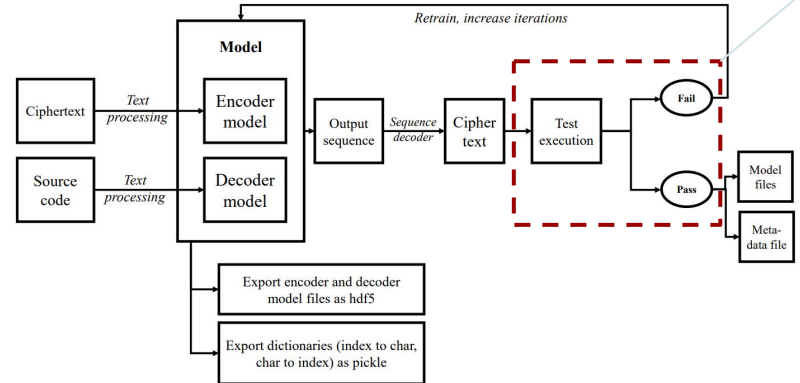 Retrain, increase iterations
Model
Ciphertext
Text
processing
Encoder
model
Output
sequence
Sequence
decoder
Cipher
text
Test
execution
Fail
Source
code
Text
processing
Decoder
model
Pass
Model
files
Meta-
data file
Export encoder and decoder
model files as hdf5
Export dictionaries (index to char,
char to index) as pickle